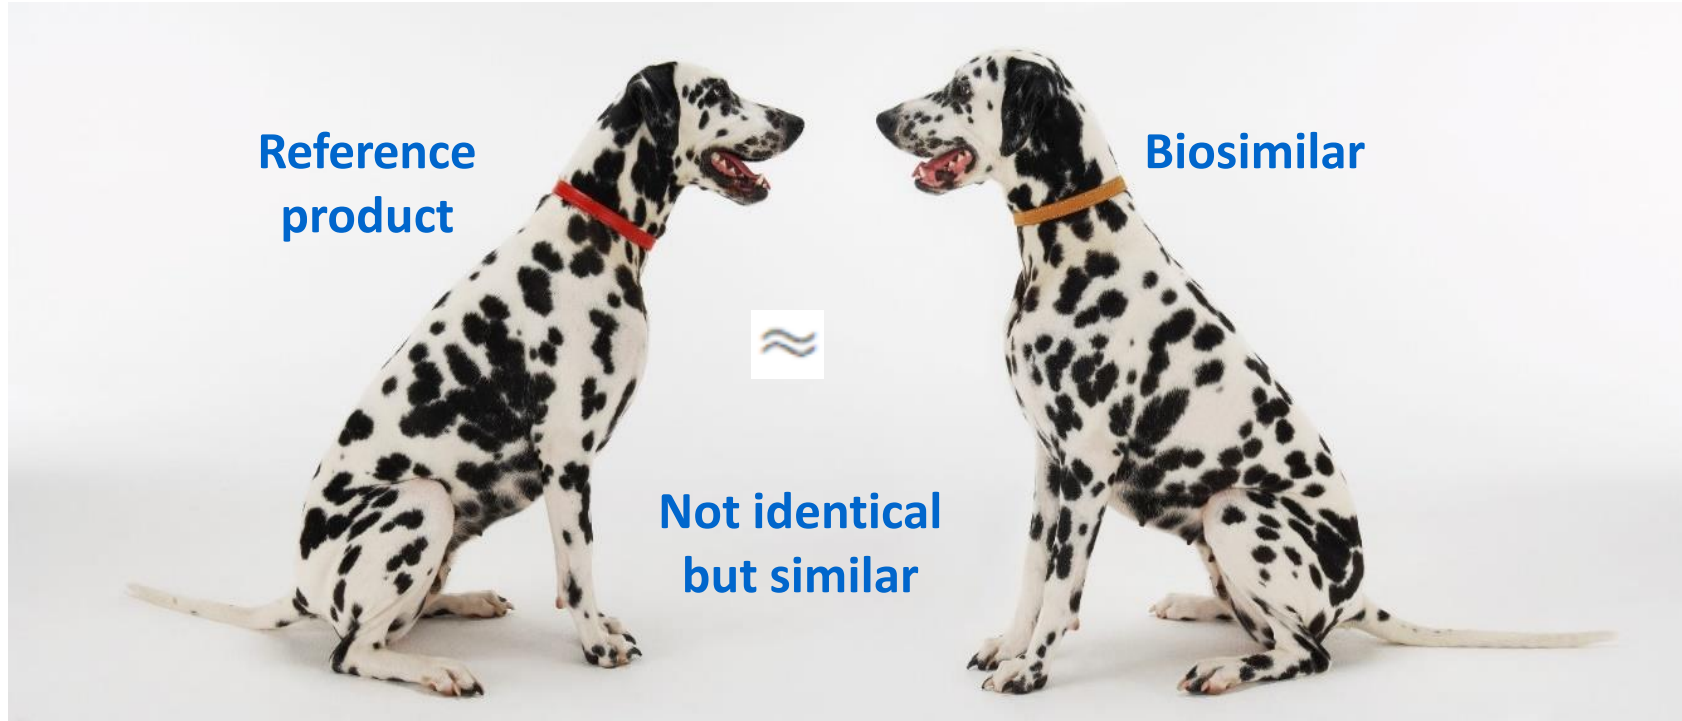 Reference
product
Biosimilar
≈
Not identical
but similar